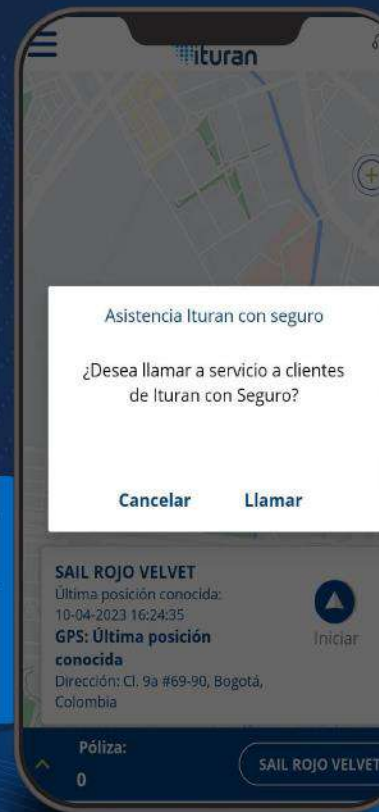 ituran
Asistencia Ituran con seguro
¿Desea llamar a servicio a clientes
de Ituran con Seguro?
Cancelar Llamar
SAIL ROJO VELVET
Última posición conocida:
10-04-2023 16:24:35
GPS: Última posición
conocida
Dirección: Cl. 9a #69-90, Bogotá,
Colombia
Iniciar
Póliza:
0
SAIL ROJO VELVET